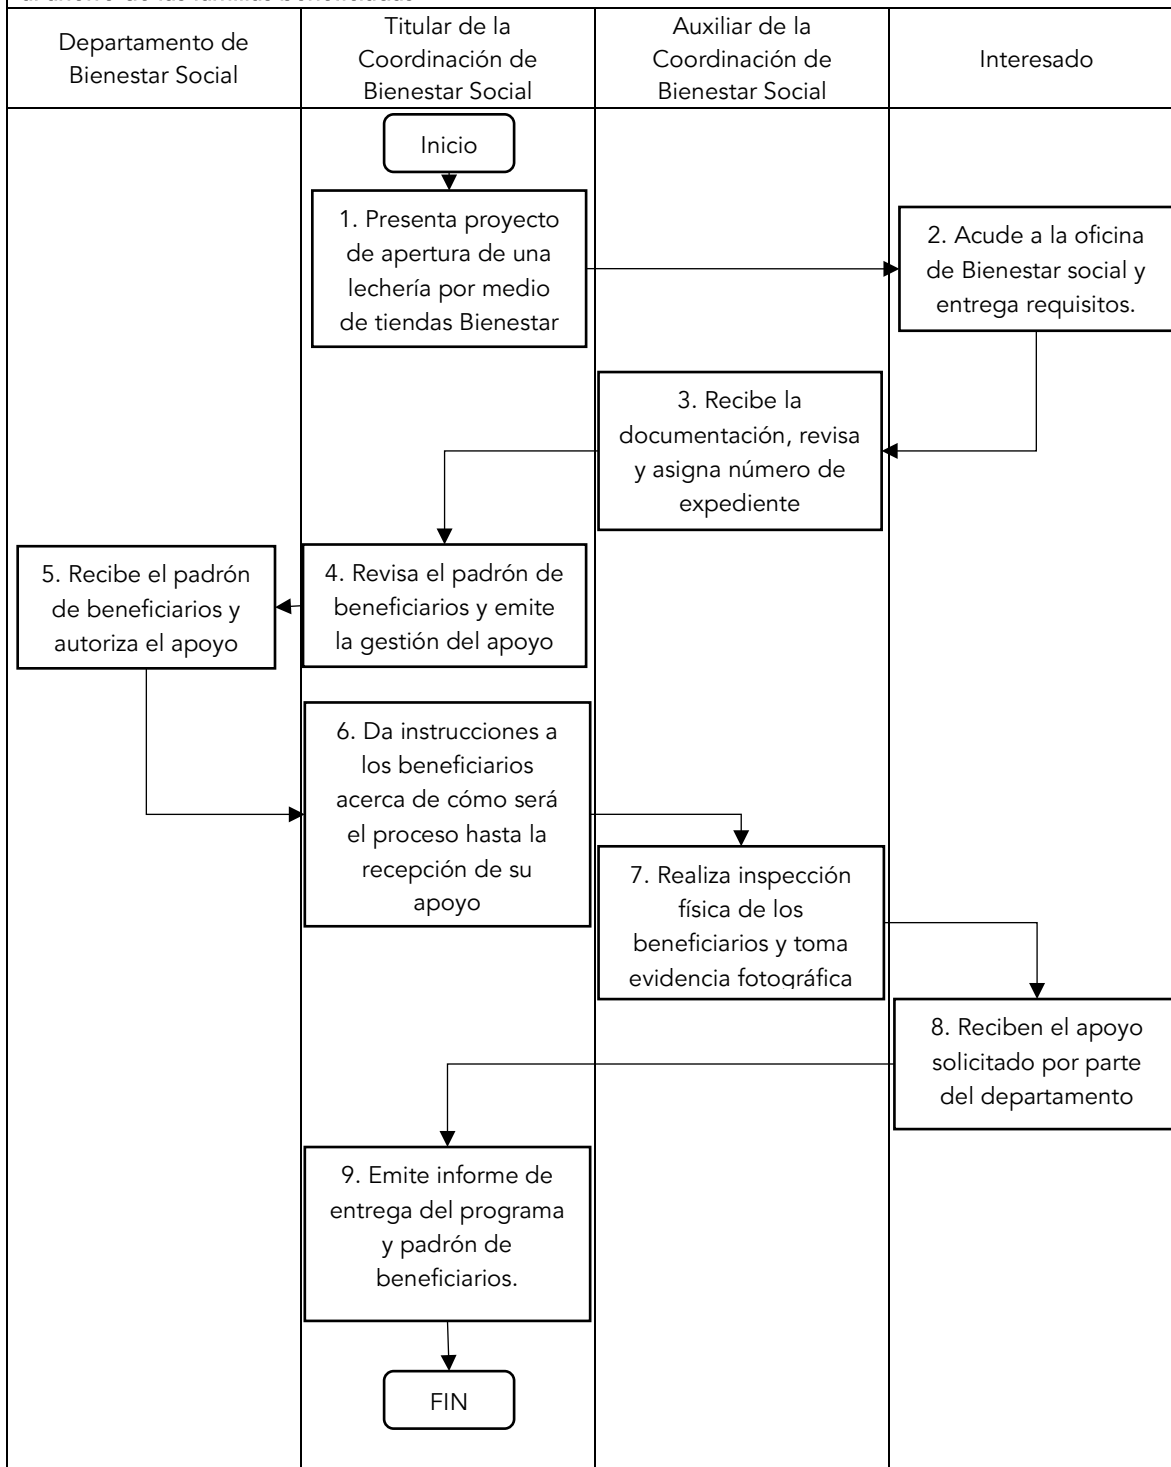 al ahorro de las familias beneficiadas
Departamento de
Bienestar Social
Titular de la
Coordinación de
Bienestar Social
Auxiliar de la
Coordinación de
Bienestar Social
Interesado
Inicio
1. Presenta proyecto
de apertura de una
lechería por medio
de tiendas Bienestar
2. Acude a la oficina
de Bienestar social y
entrega requisitos.
3. Recibe la
documentación, revisa
y asigna número de
expediente
4. Revisa el padrón de
beneficiarios y emite
la gestión del apoyo
5. Recibe el padrón
de beneficiarios y
autoriza el apoyo
6. Da instrucciones a
los beneficiarios
acerca de cómo será
el proceso hasta la
recepción de su
apoyo
7. Realiza inspección
física de los
beneficiarios y toma
evidencia fotográfica
8. Reciben el apoyo
solicitado por parte
del departamento
9. Emite informe de
entrega del programa
y padrón de
beneficiarios.
FIN